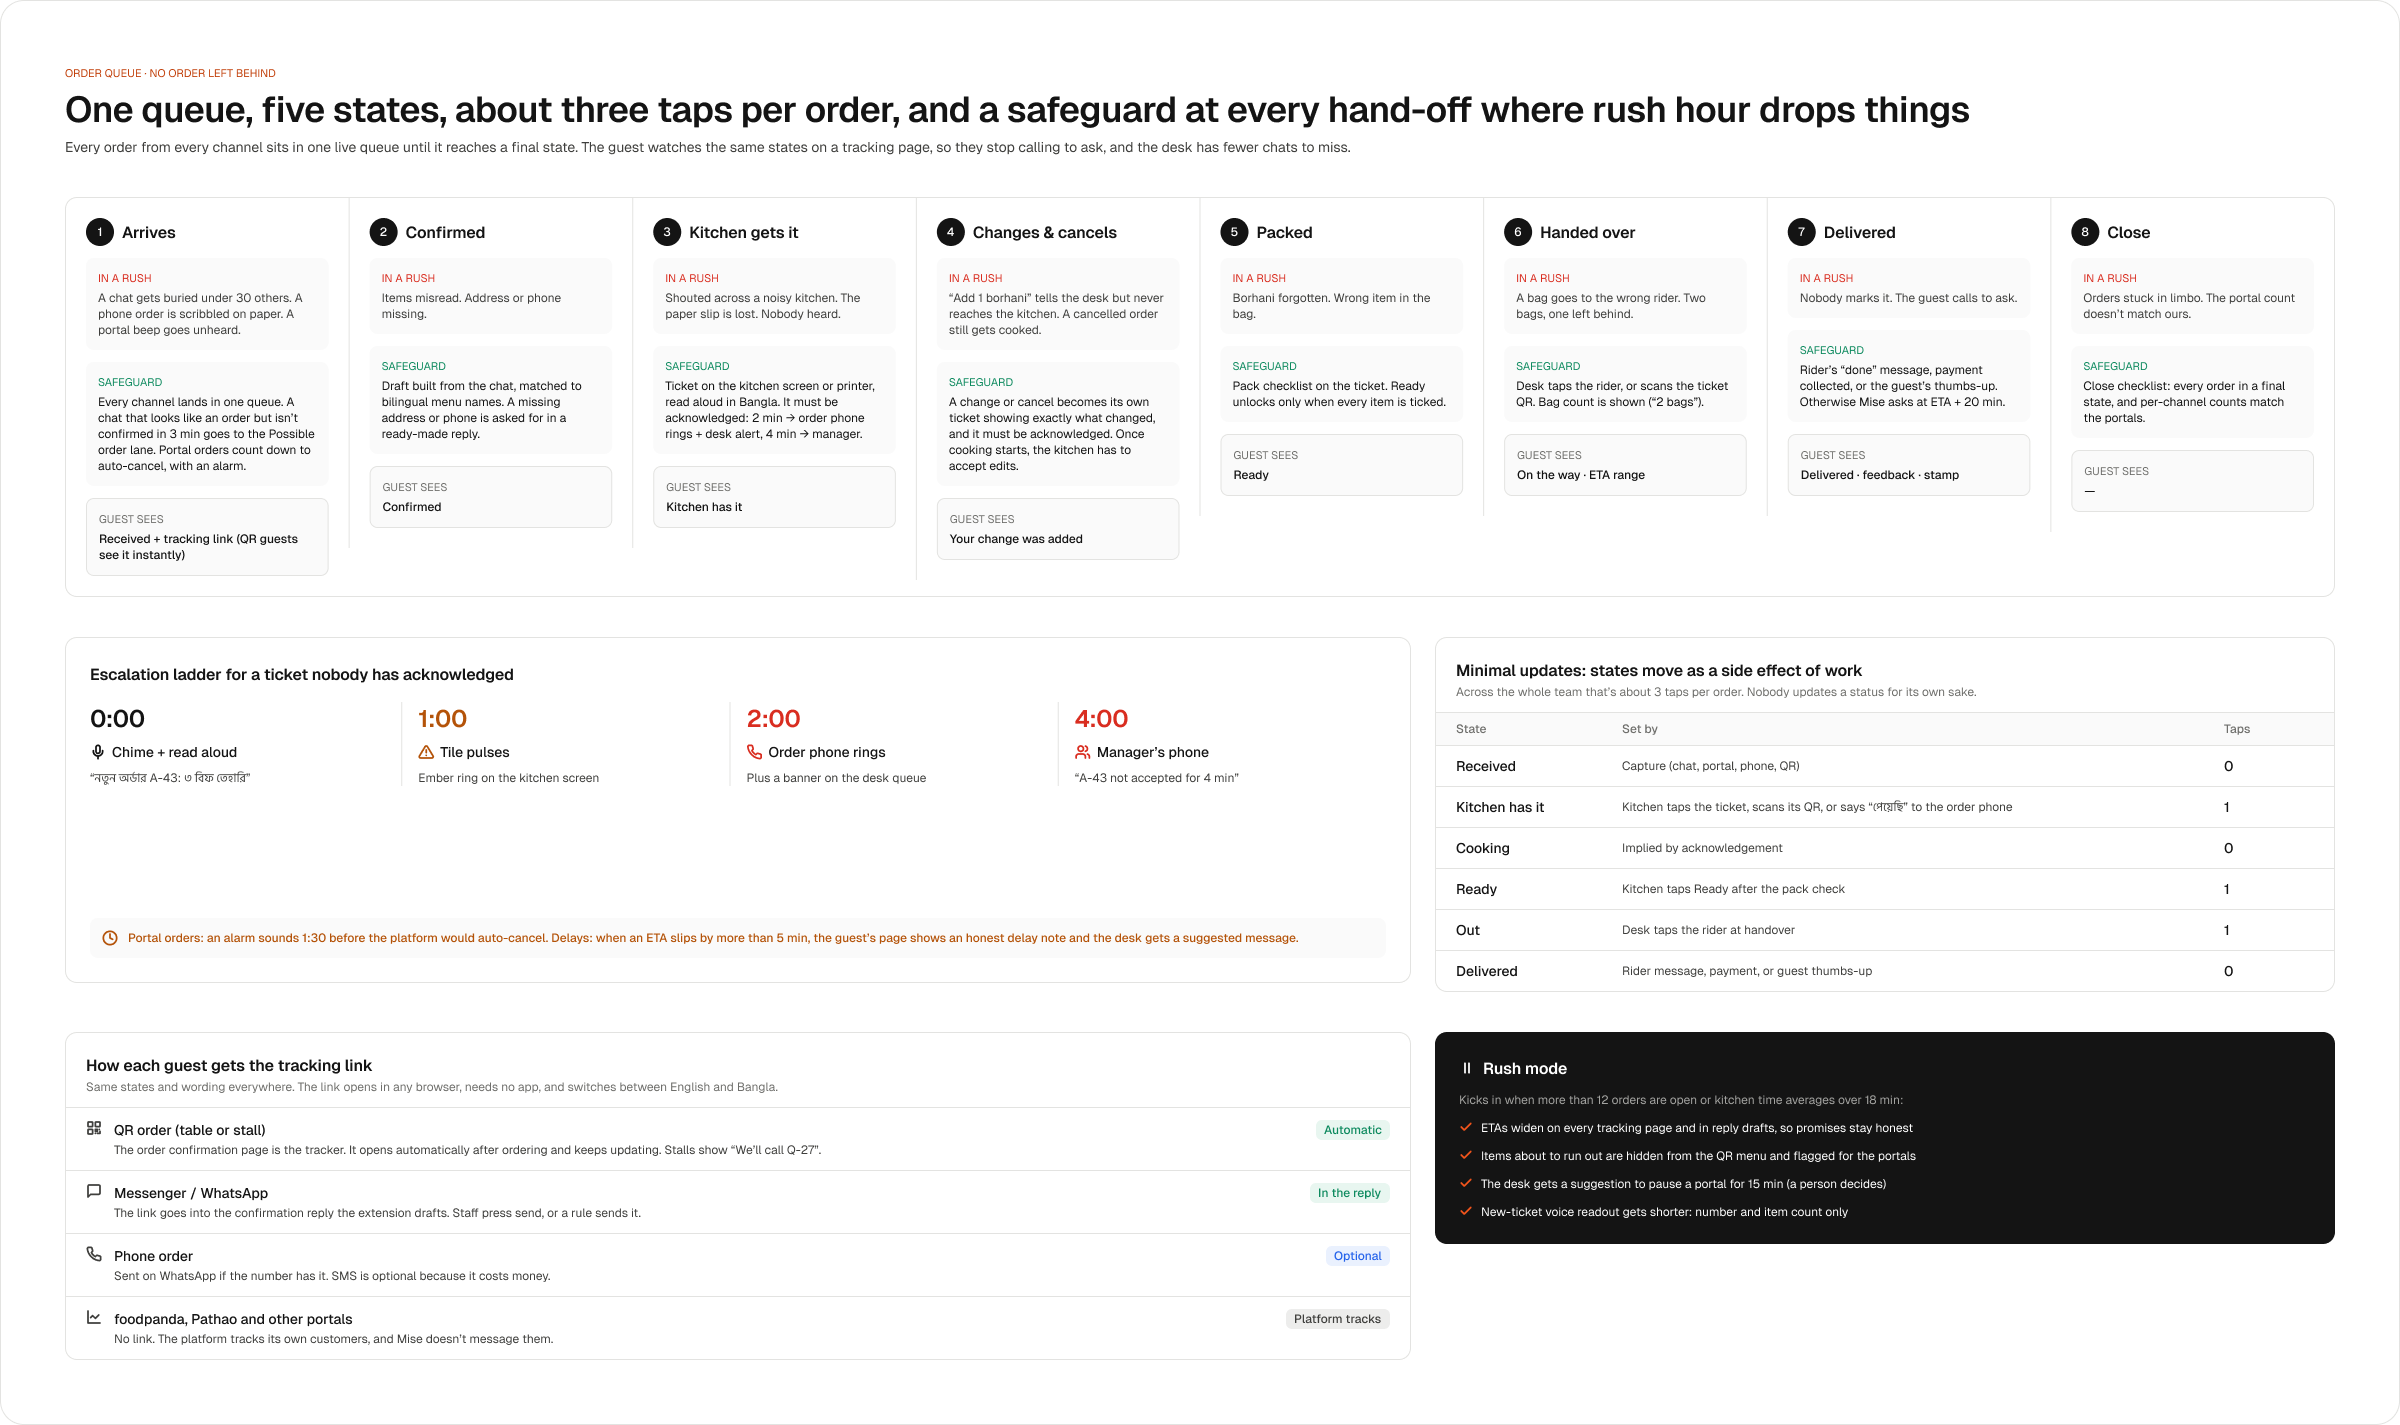 ORDER QUEUE · NO ORDER LEFT BEHIND
One queue, five states, about three taps per order, and a safeguard at every hand-off where rush hour drops things
Every order from every channel sits in one live queue until it reaches a final state. The guest watches the same states on a tracking page, so they stop calling to ask, and the desk has fewer chats to miss.
1 Arrives
IN A RUSH
A chat gets buried under 30 others. A
phone order is scribbled on paper. A
portal beep goes unheard.
SAFEGUARD
Every channel lands in one queue. A
chat that looks like an order but isn’t
confirmed in 3 min goes to the Possible
order lane. Portal orders count down to
auto-cancel, with an alarm.
GUEST SEES
Received + tracking link (QR guests
see it instantly)
2 Confirmed
IN A RUSH
Items misread. Address or phone
missing.
SAFEGUARD
Draft built from the chat, matched to
bilingual menu names. A missing
address or phone is asked for in a
ready-made reply.
GUEST SEES
Confirmed
3 Kitchen gets it
IN A RUSH
Shouted across a noisy kitchen. The
paper slip is lost. Nobody heard.
SAFEGUARD
Ticket on the kitchen screen or printer,
read aloud in Bangla. It must be
acknowledged: 2 min → order phone
rings + desk alert, 4 min → manager.
GUEST SEES
Kitchen has it
4 Changes & cancels
IN A RUSH
“Add 1 borhani” tells the desk but never
reaches the kitchen. A cancelled order
still gets cooked.
SAFEGUARD
A change or cancel becomes its own
ticket showing exactly what changed,
and it must be acknowledged. Once
cooking starts, the kitchen has to
accept edits.
GUEST SEES
Your change was added
5 Packed
IN A RUSH
Borhani forgotten. Wrong item in the
bag.
SAFEGUARD
Pack checklist on the ticket. Ready
unlocks only when every item is ticked.
GUEST SEES
Ready
6 Handed over
IN A RUSH
A bag goes to the wrong rider. Two
bags, one left behind.
SAFEGUARD
Desk taps the rider, or scans the ticket
QR. Bag count is shown (“2 bags”).
GUEST SEES
On the way · ETA range
7 Delivered
IN A RUSH
Nobody marks it. The guest calls to ask.
SAFEGUARD
Rider’s “done” message, payment
collected, or the guest’s thumbs-up.
Otherwise Mise asks at ETA + 20 min.
GUEST SEES
Delivered · feedback · stamp
8 Close
IN A RUSH
Orders stuck in limbo. The portal count
doesn’t match ours.
SAFEGUARD
Close checklist: every order in a final
state, and per-channel counts match
the portals.
GUEST SEES
—
Escalation ladder for a ticket nobody has acknowledged
0:00
Chime + read aloud
“নতুন অর্ডার A-43: ৩ বিফ তেহারি”
1:00
Tile pulses
Ember ring on the kitchen screen
2:00
Order phone rings
Plus a banner on the desk queue
4:00
Manager’s phone
“A-43 not accepted for 4 min”
Portal orders: an alarm sounds 1:30 before the platform would auto-cancel. Delays: when an ETA slips by more than 5 min, the guest’s page shows an honest delay note and the desk gets a suggested message.
Minimal updates: states move as a side effect of work
Across the whole team that’s about 3 taps per order. Nobody updates a status for its own sake.
State Set by Taps
Received Capture (chat, portal, phone, QR) 0
Kitchen has it Kitchen taps the ticket, scans its QR, or says “পেয়েছি” to the order phone 1
Cooking Implied by acknowledgement 0
Ready Kitchen taps Ready after the pack check 1
Out Desk taps the rider at handover 1
Delivered Rider message, payment, or guest thumbs-up 0
How each guest gets the tracking link
Same states and wording everywhere. The link opens in any browser, needs no app, and switches between English and Bangla.
QR order (table or stall) Automatic
The order confirmation page is the tracker. It opens automatically after ordering and keeps updating. Stalls show “We’ll call Q-27”.
Messenger / WhatsApp In the reply
The link goes into the confirmation reply the extension drafts. Staff press send, or a rule sends it.
Phone order Optional
Sent on WhatsApp if the number has it. SMS is optional because it costs money.
foodpanda, Pathao and other portals Platform tracks
No link. The platform tracks its own customers, and Mise doesn’t message them.
Rush mode
Kicks in when more than 12 orders are open or kitchen time averages over 18 min:
ETAs widen on every tracking page and in reply drafts, so promises stay honest
Items about to run out are hidden from the QR menu and flagged for the portals
The desk gets a suggestion to pause a portal for 15 min (a person decides)
New-ticket voice readout gets shorter: number and item count only